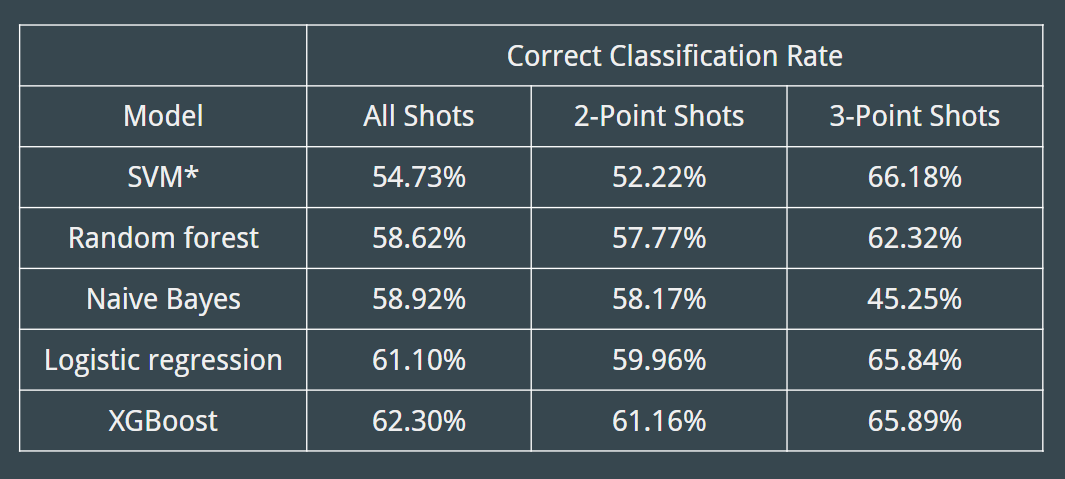 Correct Classification Rate
Model All Shots 2-Point Shots 3-Point Shots
SVM* 54.73% 52.22% 66.18%
Random forest 58.62% 57.77% 62.32%
Naive Bayes 58.92% 58.17% 45.25%
Logistic regression 61.10% 59.96% 65.84%
XGBoost 62.30% 61.16% 65.89%